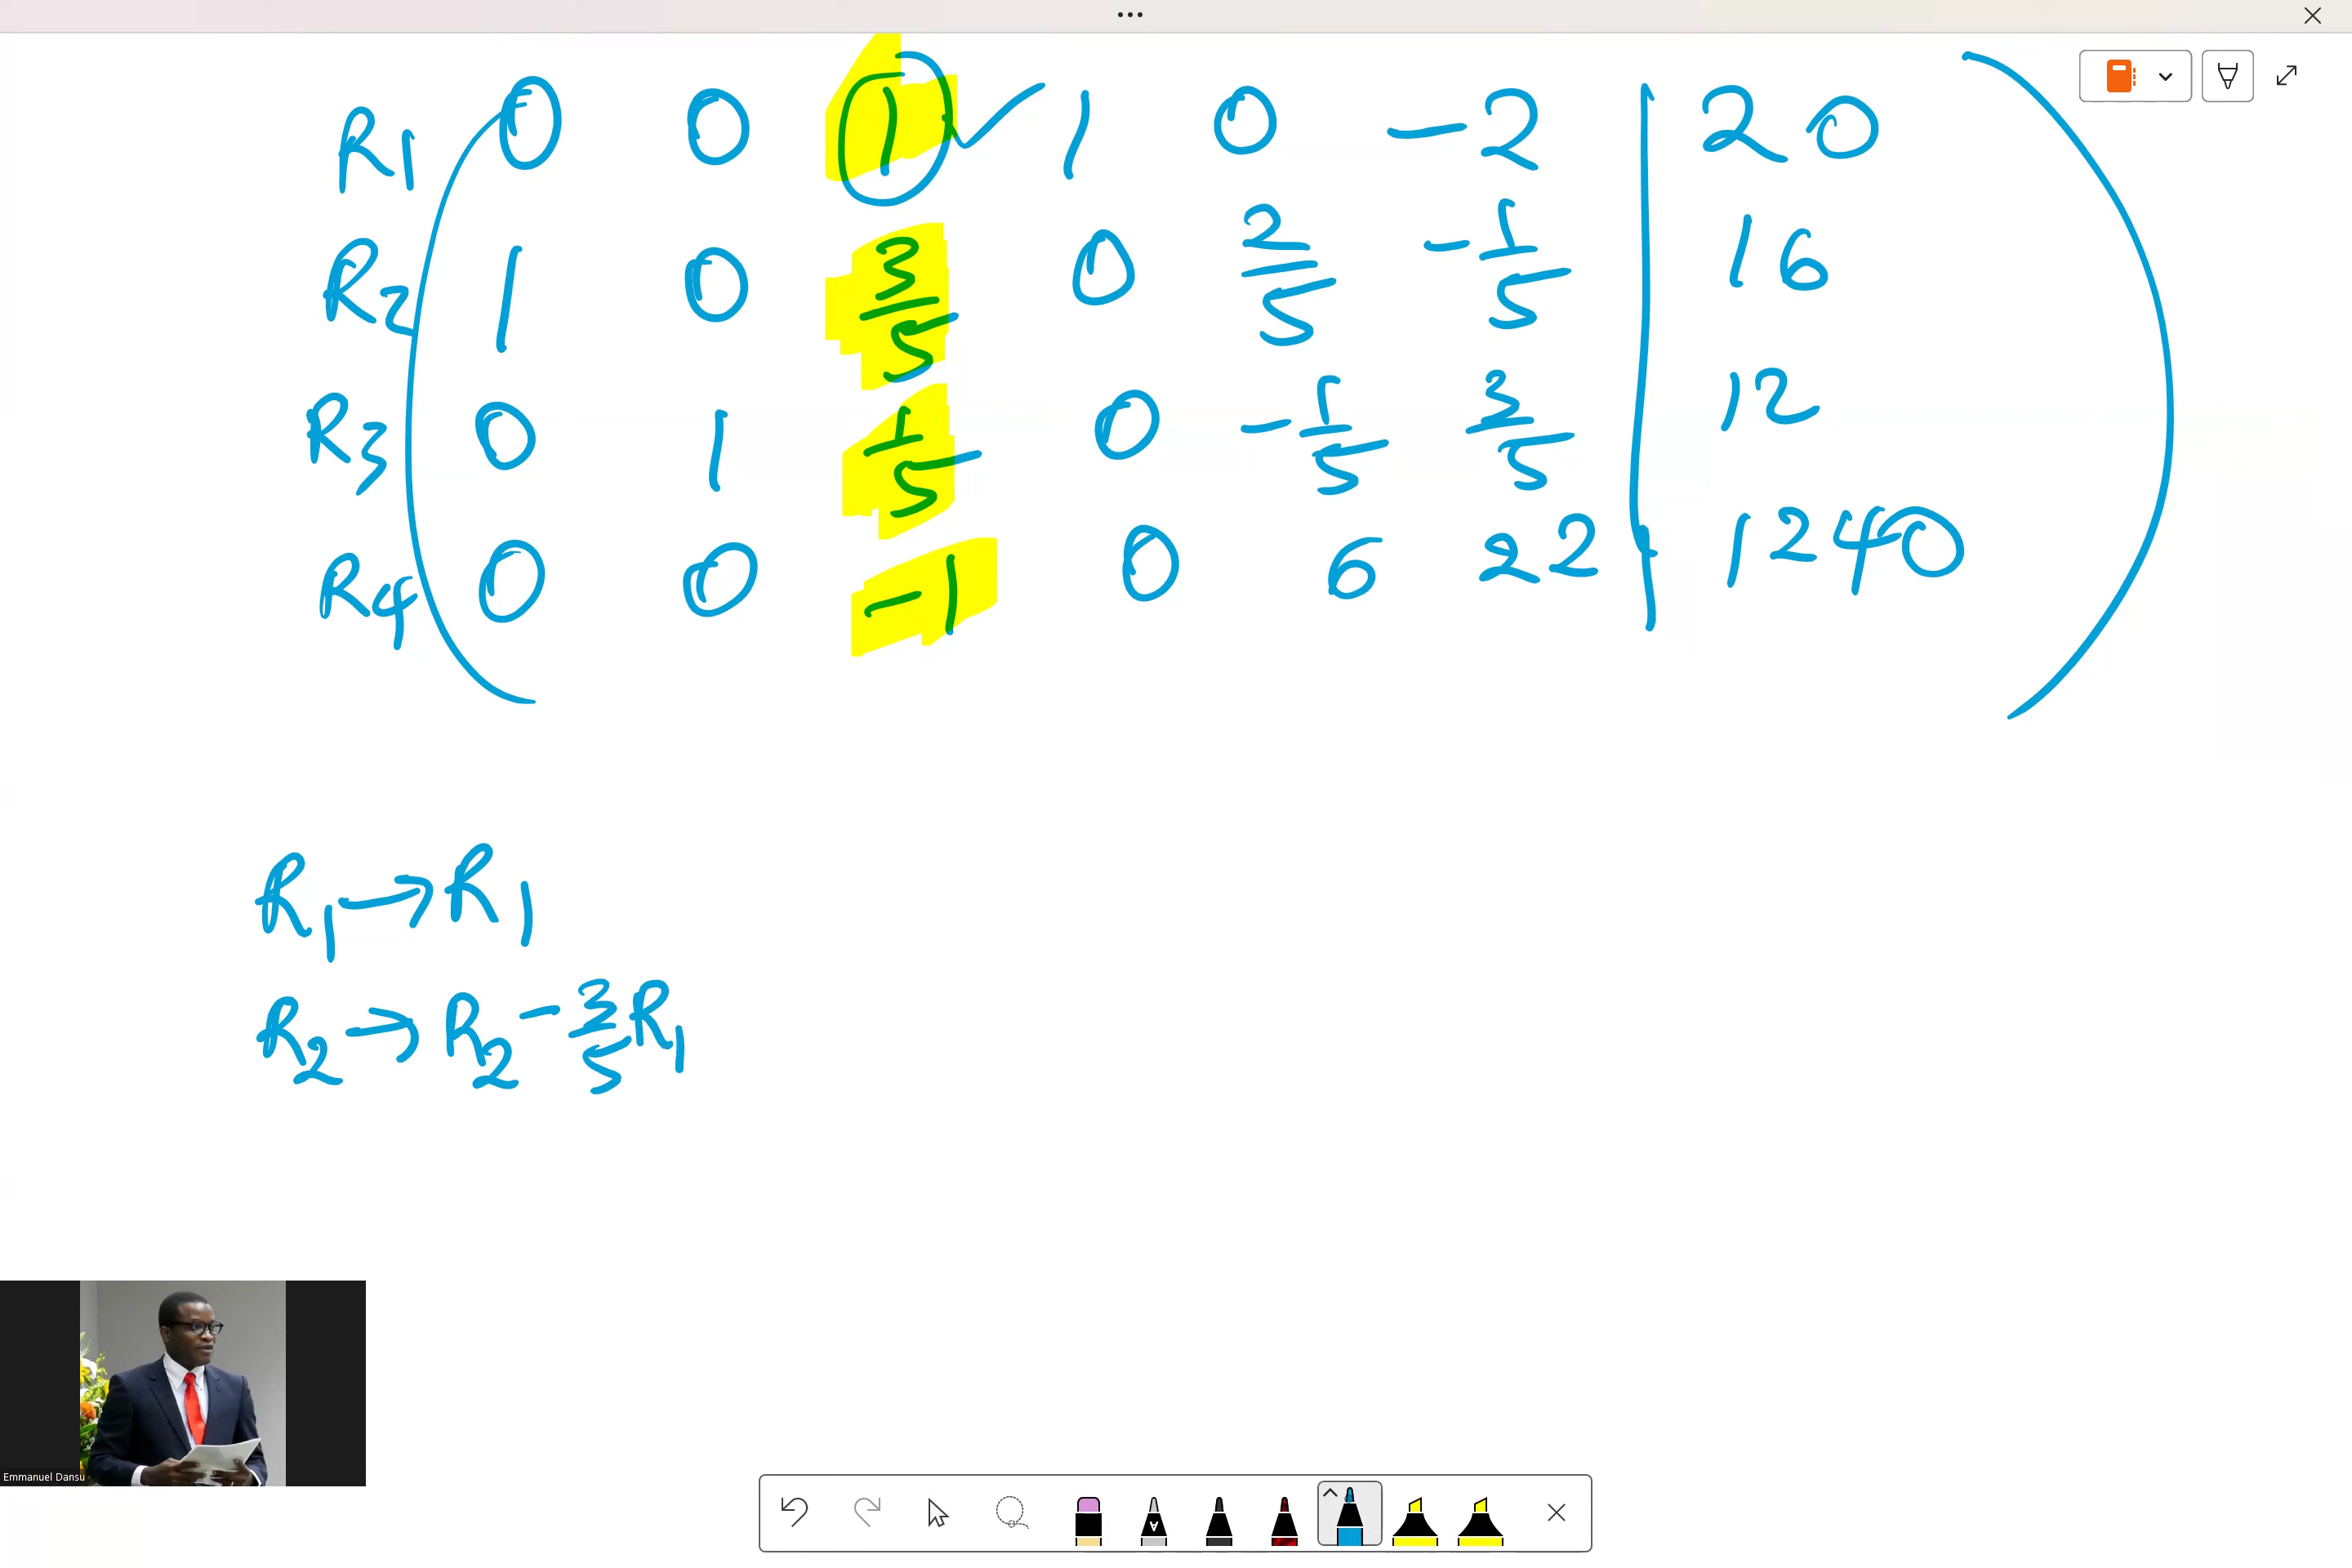 R1 0 0 1 ✓ 1 0 -2 | 20
R2 1 0 3/5 0 2/5 -1/5 | 16
R3 0 1 1/5 0 -1/5 3/5 | 12
R4 0 0 -1 0 6 22 | 1240
R1 → R1
R2 → R2 - 3/5 R1
Emmanuel Dansu